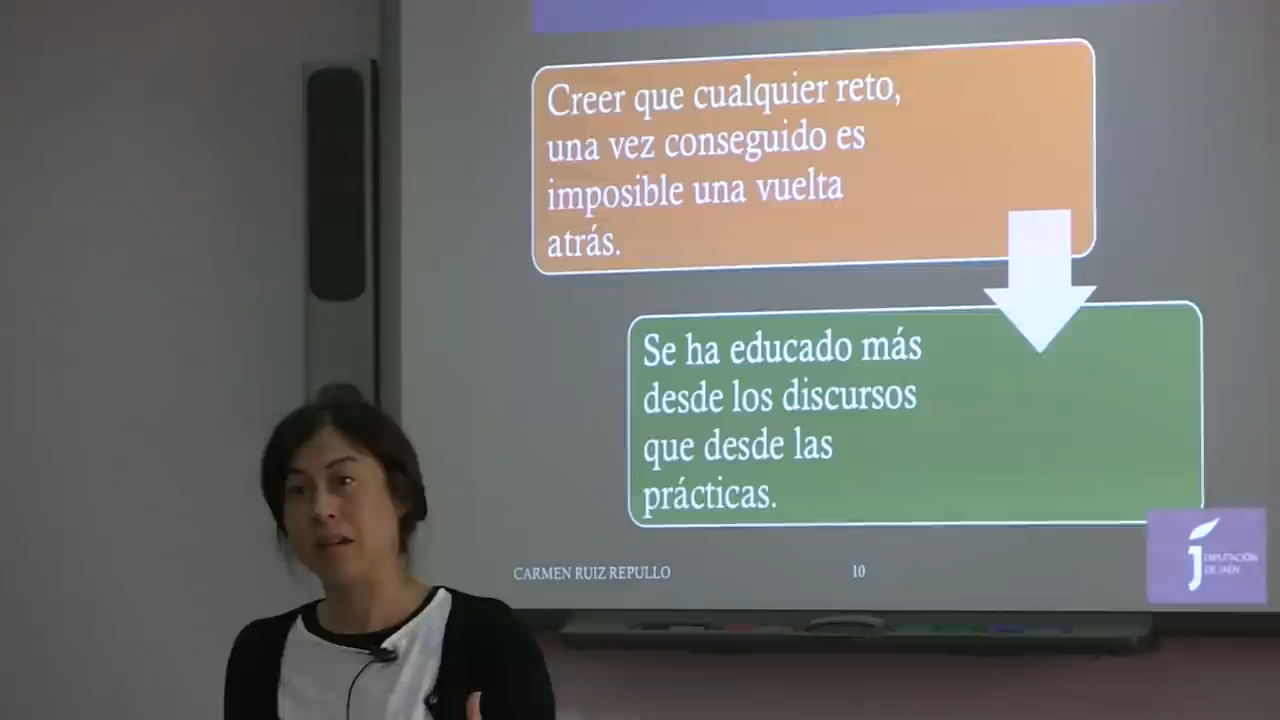 Creer que cualquier reto,
una vez conseguido es
imposible una vuelta
atrás.
Se ha educado más
desde los discursos
que desde las
prácticas.
CARMEN RUIZ REPULLO
10
DIPUTACIÓN
DE JAÉN